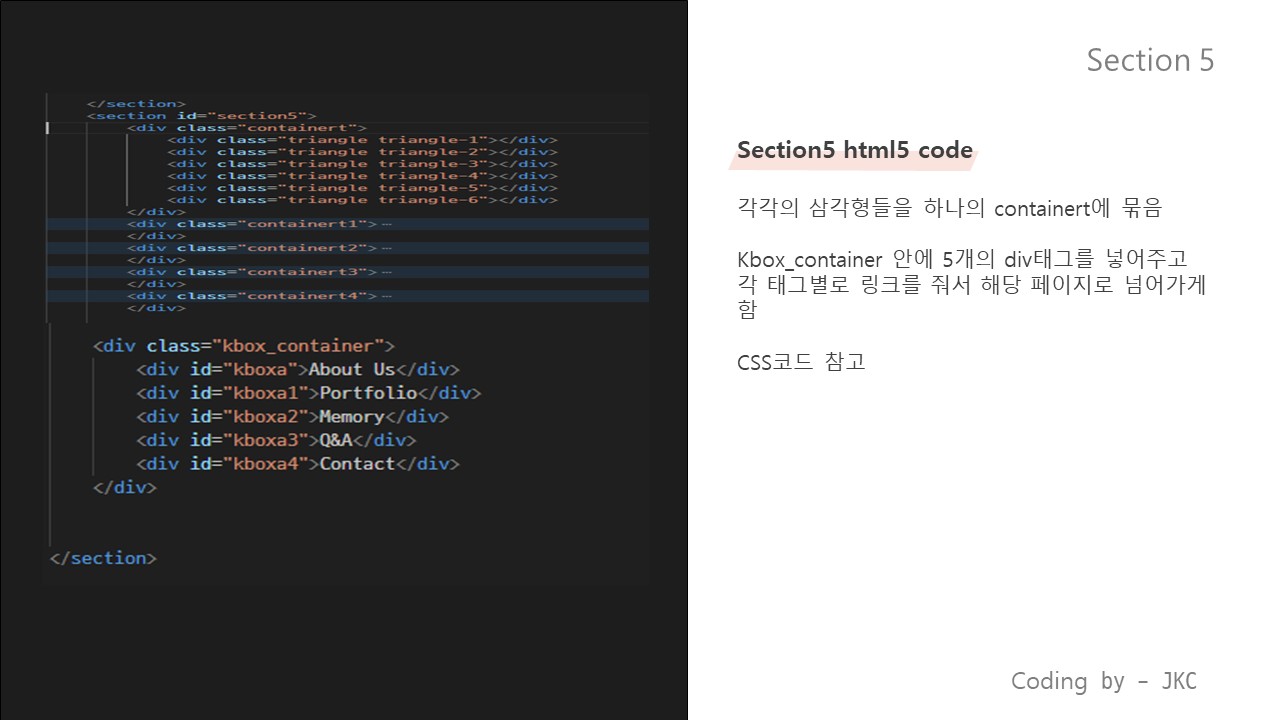 </section>
<section id="section5">
<div class="containert">
<div class="triangle triangle-1"></div>
<div class="triangle triangle-2"></div>
<div class="triangle triangle-3"></div>
<div class="triangle triangle-4"></div>
<div class="triangle triangle-5"></div>
<div class="triangle triangle-6"></div>
</div>
<div class="containert1">…
</div>
<div class="containert2">…
</div>
<div class="containert3">…
</div>
<div class="containert4">…
</div>
<div class="kbox_container">
<div id="kboxa">About Us</div>
<div id="kboxa1">Portfolio</div>
<div id="kboxa2">Memory</div>
<div id="kboxa3">Q&A</div>
<div id="kboxa4">Contact</div>
</div>
</section>
Section 5
Section5 html5 code
각각의 삼각형들을 하나의 containert에 묶음
Kbox_container 안에 5개의 div태그를 넣어주고
각 태그별로 링크를 줘서 해당 페이지로 넘어가게
함
CSS코드 참고
Coding by – JKC